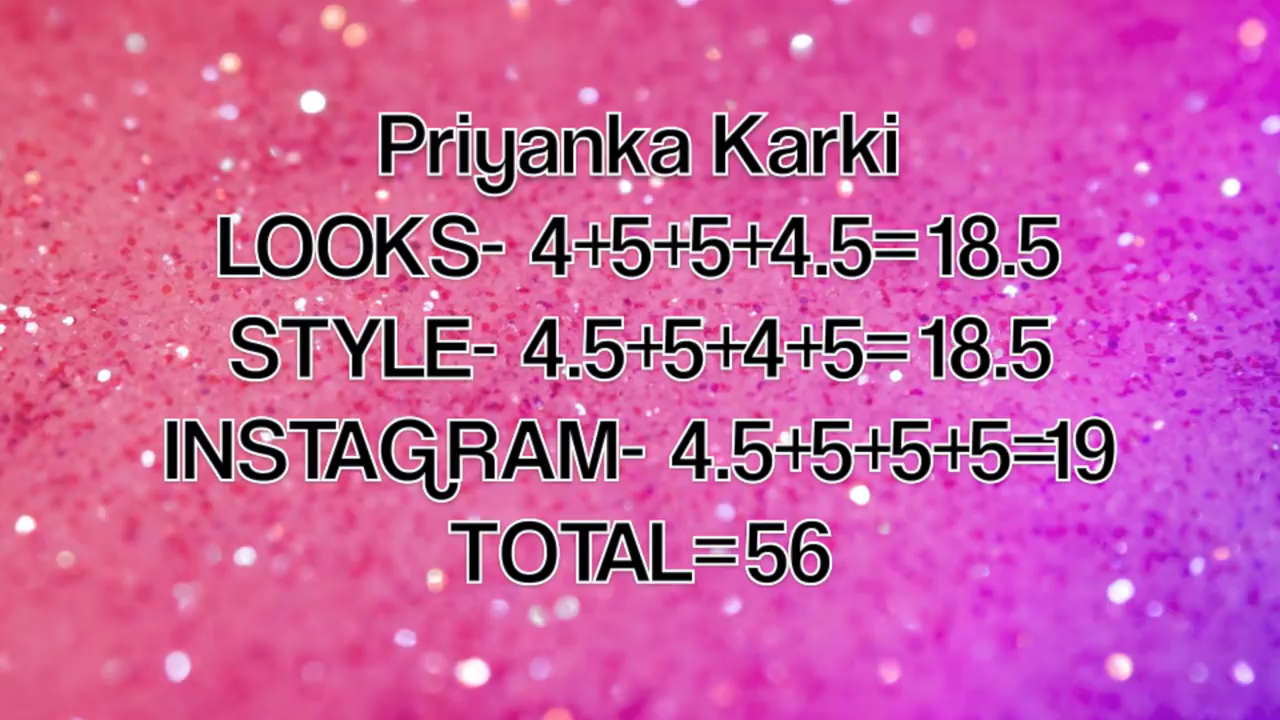 Priyanka Karki
LOOKS- 4+5+5+4.5=18.5
STYLE- 4.5+5+4+5=18.5
INSTAGRAM- 4.5+5+5+5=19
TOTAL=56